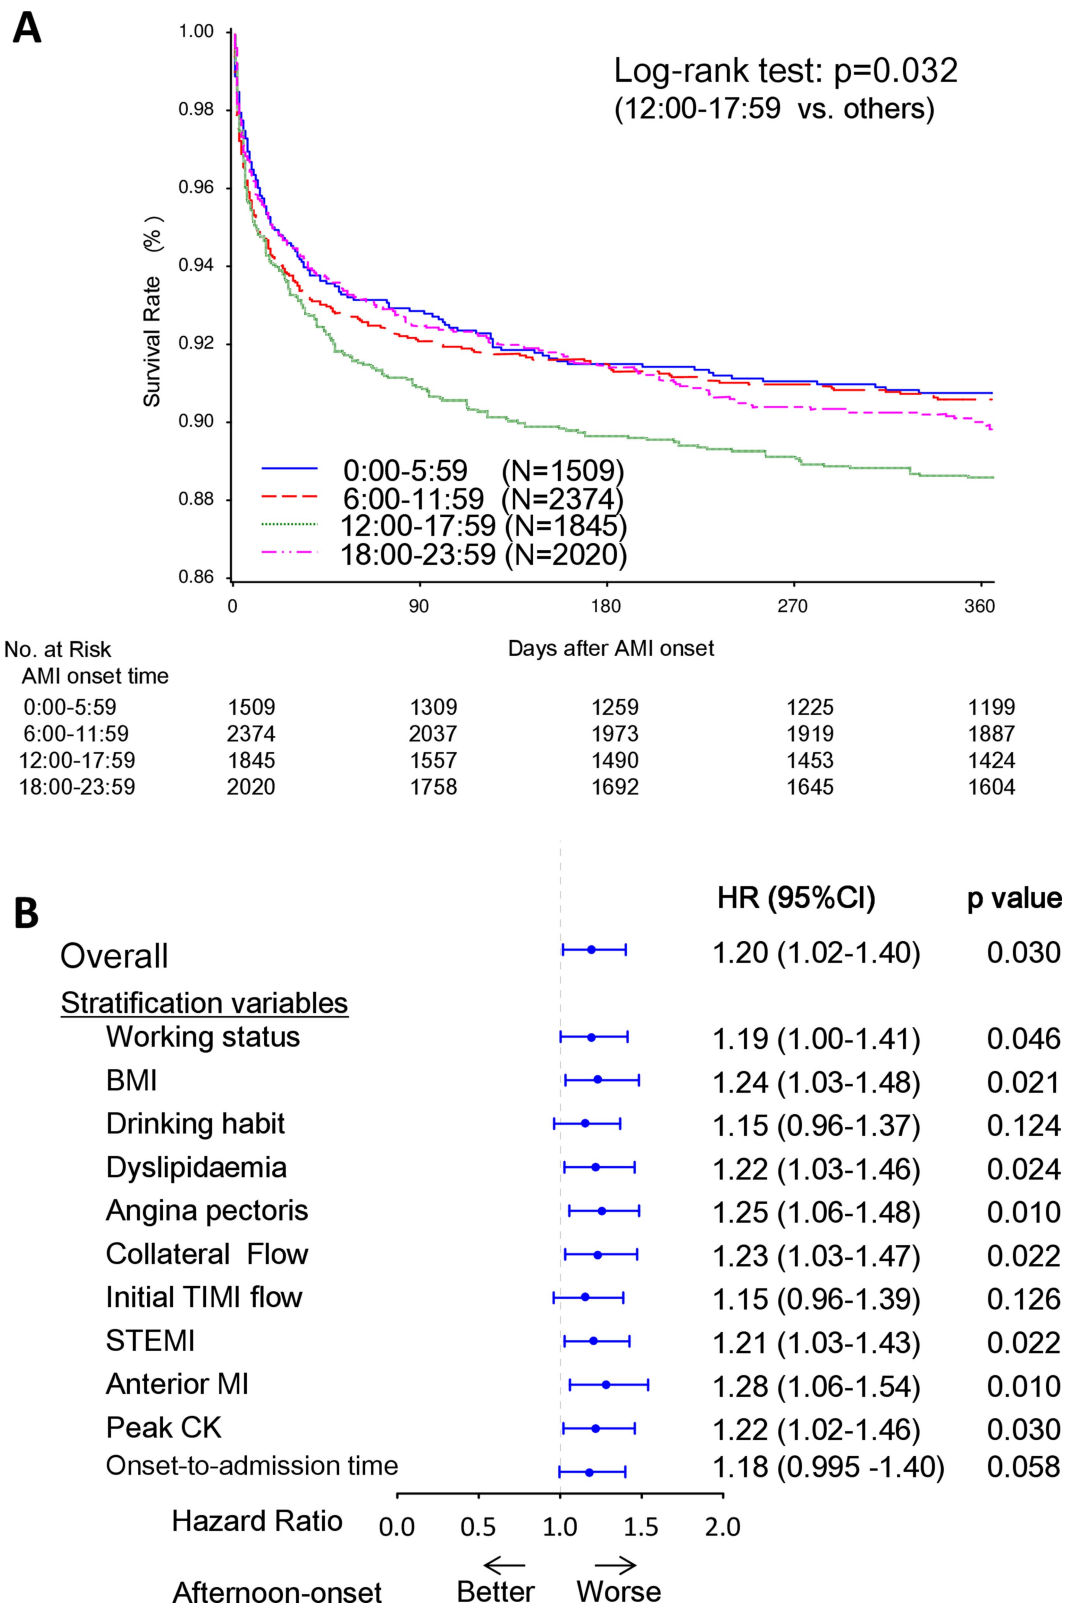 A
1.00
0.98
0.96
0.94
0.92
0.90
0.88
0.86
Survival Rate (%)
Log-rank test: p=0.032
(12:00-17:59 vs. others)
0:00-5:59 (N=1509)
6:00-11:59 (N=2374)
12:00-17:59 (N=1845)
18:00-23:59 (N=2020)
0 90 180 270 360
Days after AMI onset
No. at Risk
AMI onset time
0:00-5:59 1509 1309 1259 1225 1199
6:00-11:59 2374 2037 1973 1919 1887
12:00-17:59 1845 1557 1490 1453 1424
18:00-23:59 2020 1758 1692 1645 1604
B
HR (95%CI) p value
Overall 1.20 (1.02-1.40) 0.030
Stratification variables
Working status 1.19 (1.00-1.41) 0.046
BMI 1.24 (1.03-1.48) 0.021
Drinking habit 1.15 (0.96-1.37) 0.124
Dyslipidaemia 1.22 (1.03-1.46) 0.024
Angina pectoris 1.25 (1.06-1.48) 0.010
Collateral Flow 1.23 (1.03-1.47) 0.022
Initial TIMI flow 1.15 (0.96-1.39) 0.126
STEMI 1.21 (1.03-1.43) 0.022
Anterior MI 1.28 (1.06-1.54) 0.010
Peak CK 1.22 (1.02-1.46) 0.030
Onset-to-admission time 1.18 (0.995 -1.40) 0.058
Hazard Ratio 0.0 0.5 1.0 1.5 2.0
Afternoon-onset Better Worse